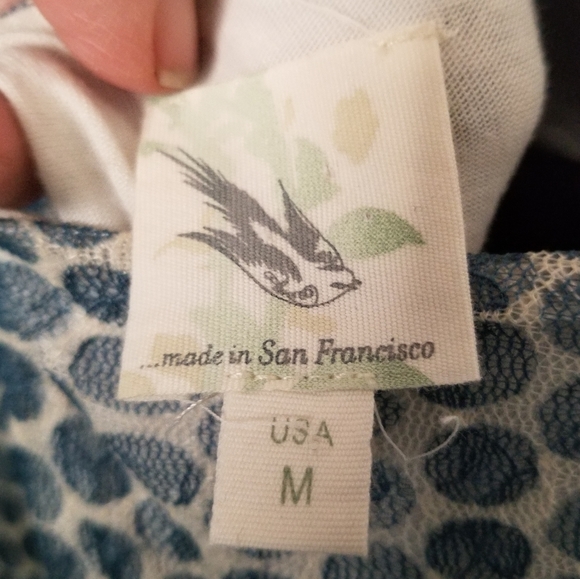 ...made in San Francisco
USA
M